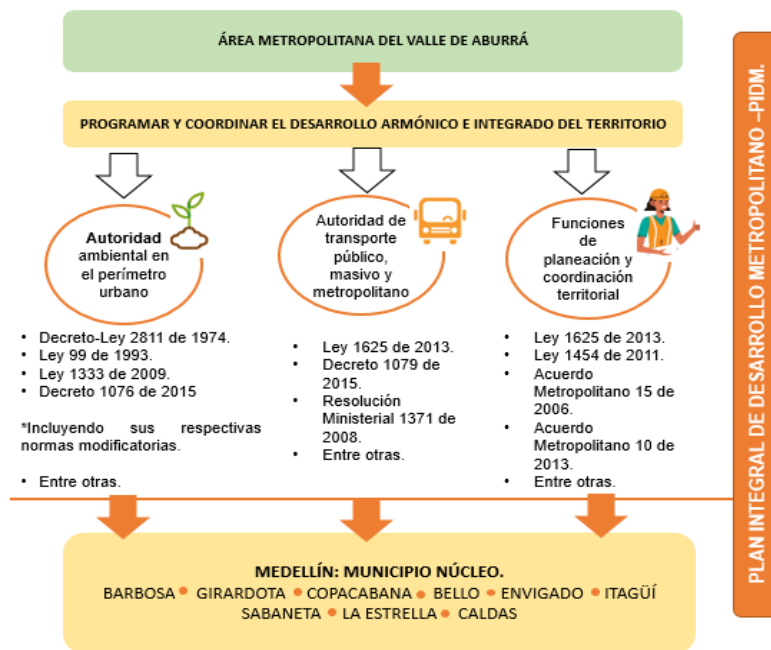 ÁREA METROPOLITANA DEL VALLE DE ABURRÁ
PROGRAMAR Y COORDINAR EL DESARROLLO ARMÓNICO E INTEGRADO DEL TERRITORIO
Autoridad
ambiental en
el perímetro
urbano
• Decreto-Ley 2811 de 1974.
• Ley 99 de 1993.
• Ley 1333 de 2009.
• Decreto 1076 de 2015
*Incluyendo sus respectivas
normas modificatorias.
• Entre otras.
Autoridad de
transporte
público,
masivo y
metropolitano
• Ley 1625 de 2013.
• Decreto 1079 de
2015.
• Resolución
Ministerial 1371 de
2008.
• Entre otras.
Funciones
de
planeación y
coordinación
territorial
• Ley 1625 de 2013.
• Ley 1454 de 2011.
• Acuerdo
Metropolitano 15 de
2006.
• Acuerdo
Metropolitano 10 de
2013.
• Entre otras.
MEDELLÍN: MUNICIPIO NÚCLEO.
BARBOSA • GIRARDOTA • COPACABANA • BELLO • ENVIGADO • ITAGÜÍ
SABANETA • LA ESTRELLA • CALDAS
PLAN INTEGRAL DE DESARROLLO METROPOLITANO –PIDM.